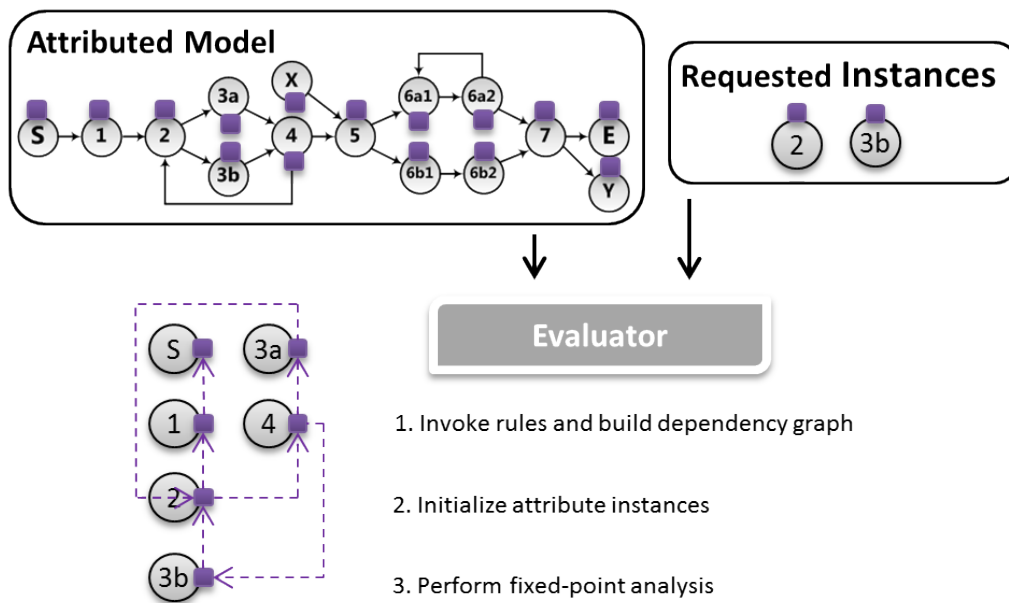 Attributed Model
S
1
2
3a
3b
X
4
5
6a1
6a2
6b1
6b2
7
E
Y
Requested Instances
2
3b
Evaluator
S
3a
1
4
2
3b
1. Invoke rules and build dependency graph
2. Initialize attribute instances
3. Perform fixed-point analysis